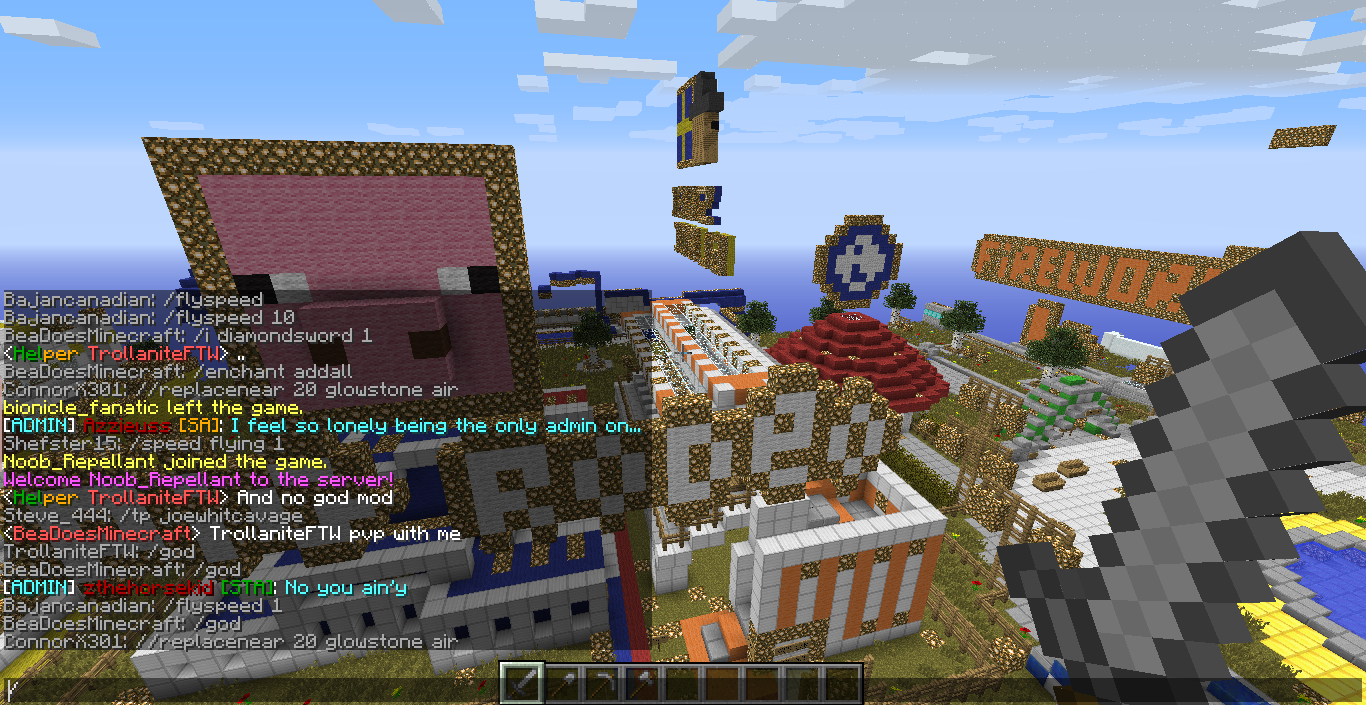 FIREWOR
Bajancanadian: /flyspeed
Bajancanadian: /flyspeed 10
BeaDoesMinecraft: /i diamondsword 1
<Helper TrollaniteFTW> ..
BeaDoesMinecraft: /enchant addall
ConnorX301: //replacenear 20 glowstone air
bionicle_fanatic left the game.
[ADMIN] Azzieuss [SA]: I feel so lonely being the only admin on...
Shefster15: /speed flying 1
Noob_Repellant joined the game.
Welcome Noob_Repellant to the server!
<Helper TrollaniteFTW> And no god mod
Steve_444: /tp joewhitcavage
<BeaDoesMinecraft> TrollaniteFTW pvp with me
TrollaniteFTW: /god
BeaDoesMinecraft: /god
[ADMIN] zthehorsekid [STA]: No you ain'y
Bajancanadian: /flyspeed 1
BeaDoesMinecraft: /god
ConnorX301: //replacenear 20 glowstone air
/